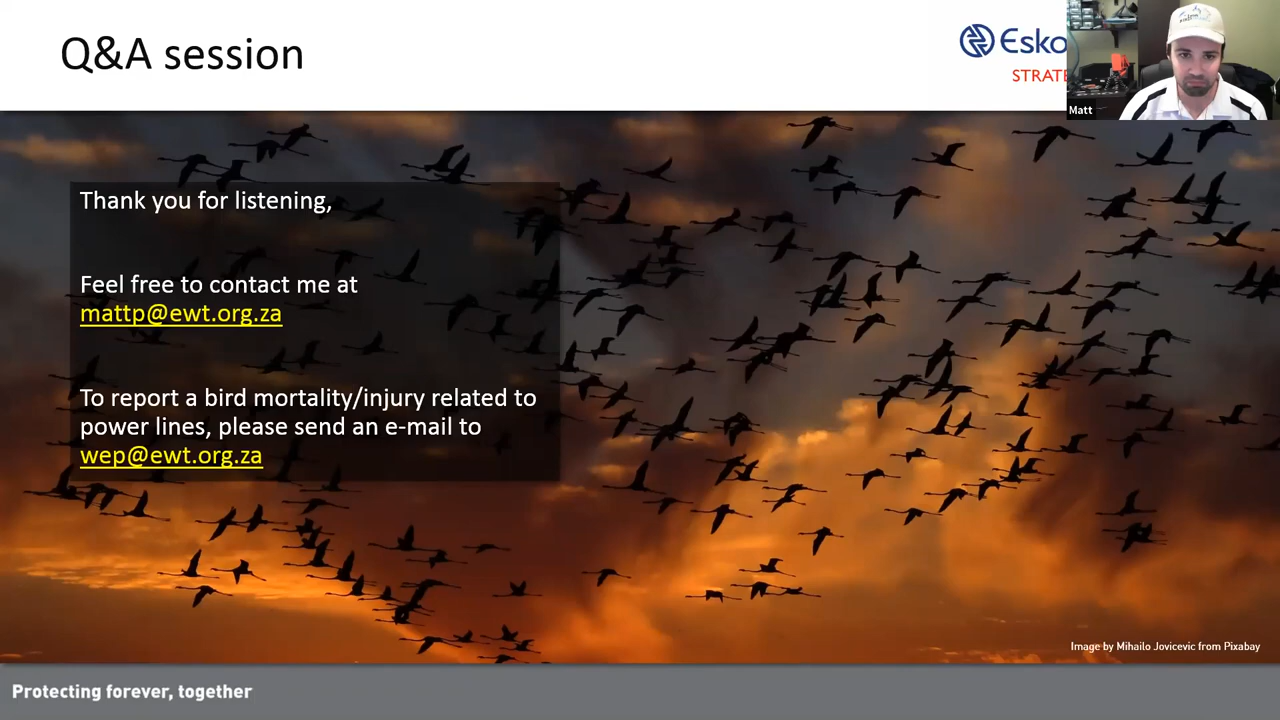 Q&A session
Esko
STRATE
Matt
Thank you for listening,
Feel free to contact me at
mattp@ewt.org.za
To report a bird mortality/injury related to
power lines, please send an e-mail to
wep@ewt.org.za
Image by Mihailo Jovicevic from Pixabay
Protecting forever, together